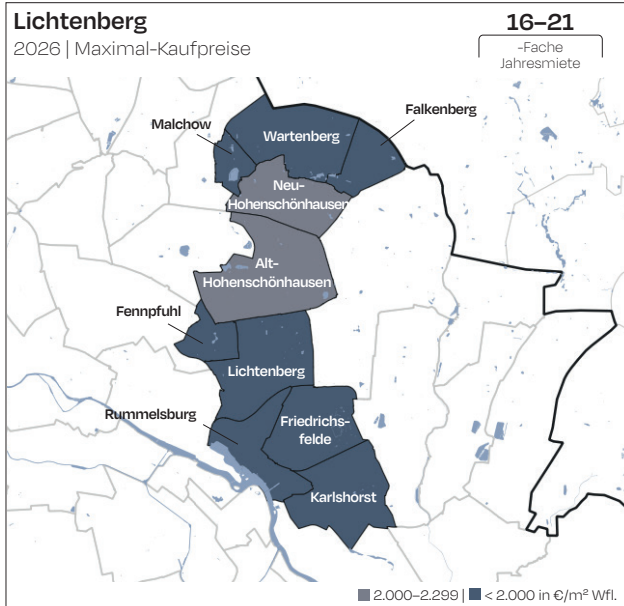 Lichtenberg
2026 | Maximal-Kaufpreise
16–21
-Fache
Jahresmiete
Malchow
Wartenberg
Falkenberg
Neu-
Hohenschönhausen
Alt-
Hohenschönhausen
Fennpfuhl
Lichtenberg
Rummelsburg
Friedrichs-
felde
Karlshorst
2.000–2.299 | < 2.000 in €/m² Wfl.